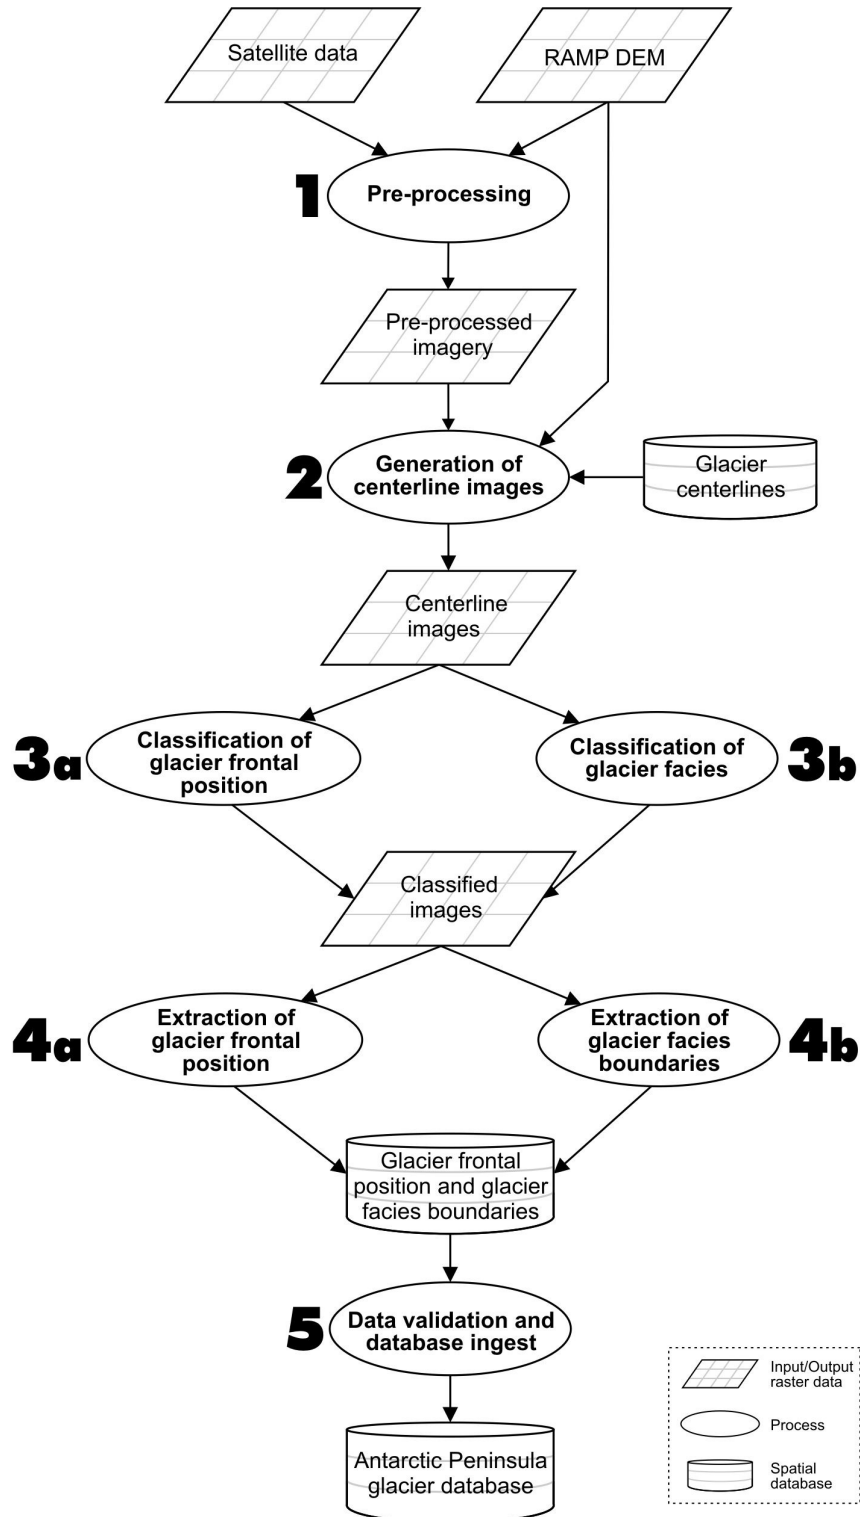 Satellite data
RAMP DEM
1
Pre-processing
Pre-processed
imagery
2
Generation of
centerline images
Glacier
centerlines
Centerline
images
3a
Classification of
glacier frontal
position
Classification of
glacier facies
3b
Classified
images
4a
Extraction of
glacier frontal
position
Extraction of
glacier facies
boundaries
4b
Glacier frontal
position and glacier
facies boundaries
5
Data validation and
database ingest
Antarctic Peninsula
glacier database
Input/Output
raster data
Process
Spatial
database